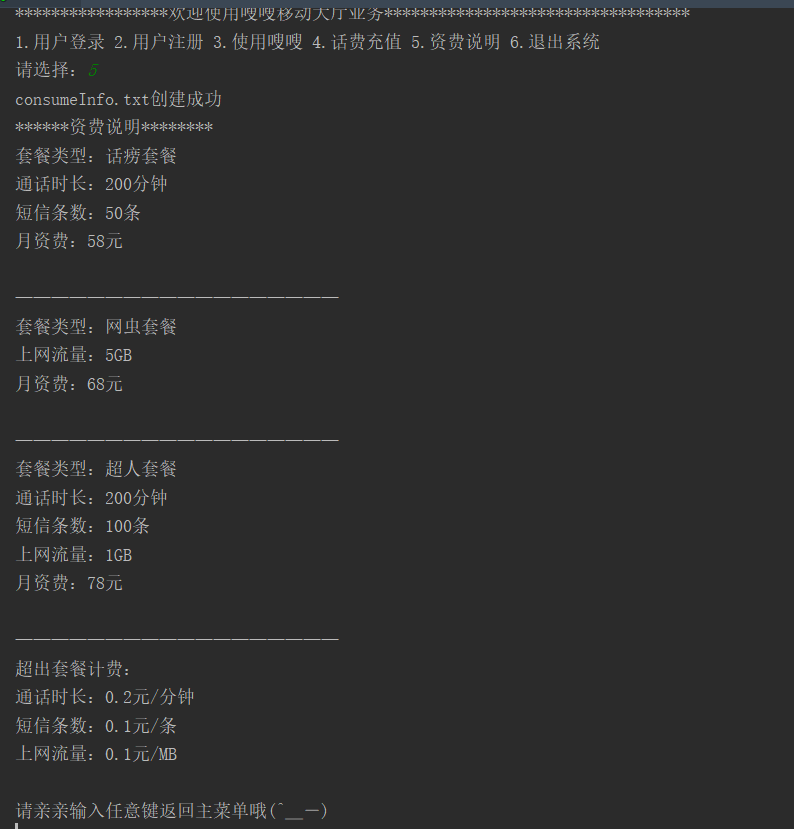 *****************欢迎使用嗖嗖移动大厅业务**********************************
1.用户登录 2.用户注册 3.使用嗖嗖 4.话费充值 5.资费说明 6.退出系统
请选择：5
consumeInfo.txt创建成功
******资费说明********
套餐类型：话痨套餐
通话时长：200分钟
短信条数：50条
月资费：58元
——————————————————
套餐类型：网虫套餐
上网流量：5GB
月资费：68元
——————————————————
套餐类型：超人套餐
通话时长：200分钟
短信条数：100条
上网流量：1GB
月资费：78元
——————————————————
超出套餐计费：
通话时长：0.2元/分钟
短信条数：0.1元/条
上网流量：0.1元/MB
请亲亲输入任意键返回主菜单哦(^__－)